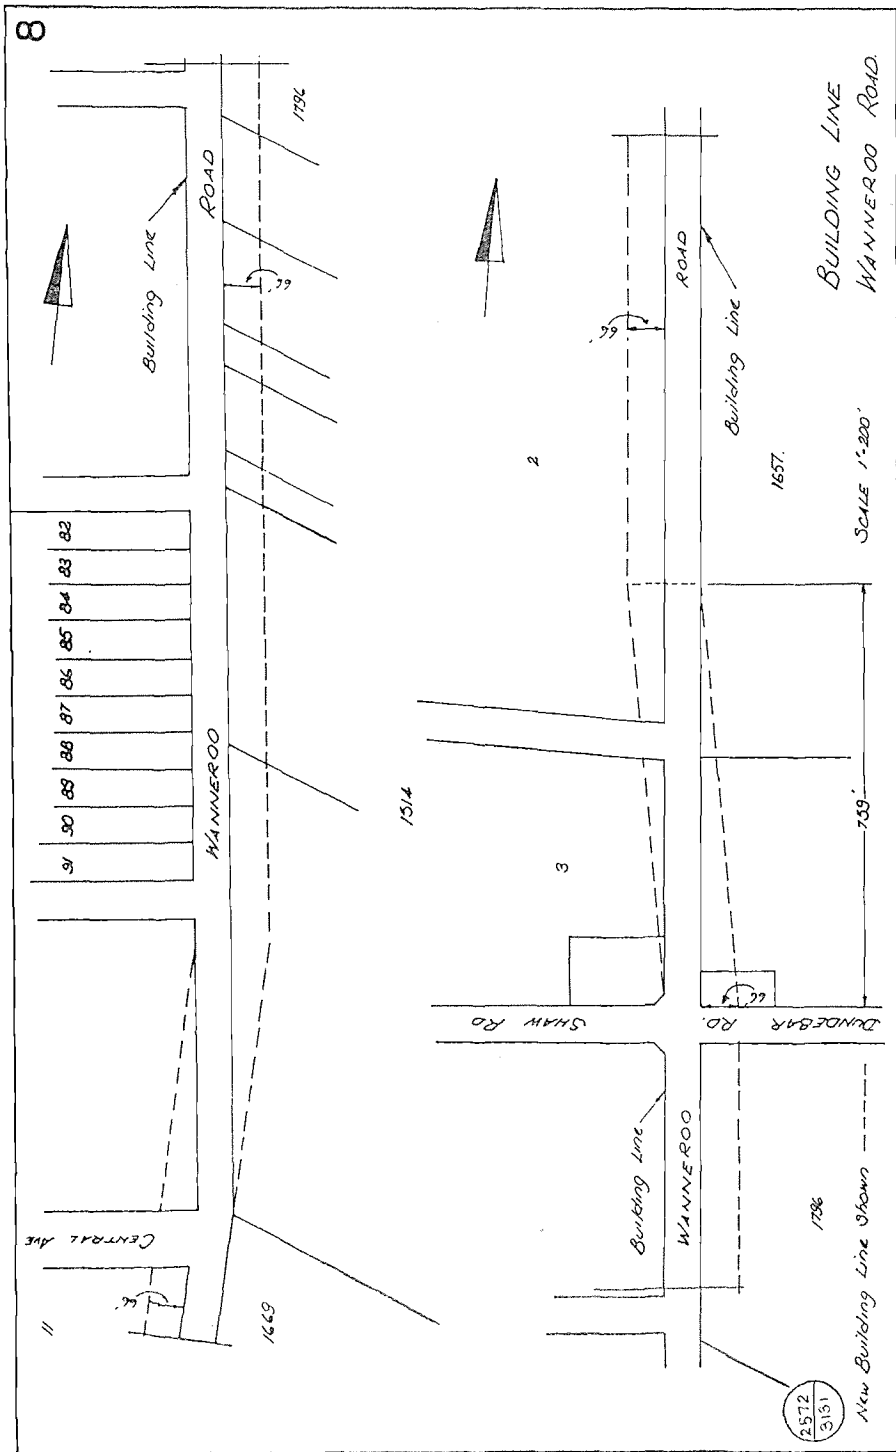 8
1796
ROAD
Building Line
66'
82
83
84
85
86
87
88
89
90
91
WANNEROO
1514
CENTRAL AVE
66'
11
1669
66'
ROAD
Building Line
2
1657.
3
759'
66'
SHAW RD
RD.
DUNDEBAR
Building Line
WANNEROO
1796
2572
3131
New Building Line Shown
SCALE 1"-200'
BUILDING LINE
WANNEROO ROAD.